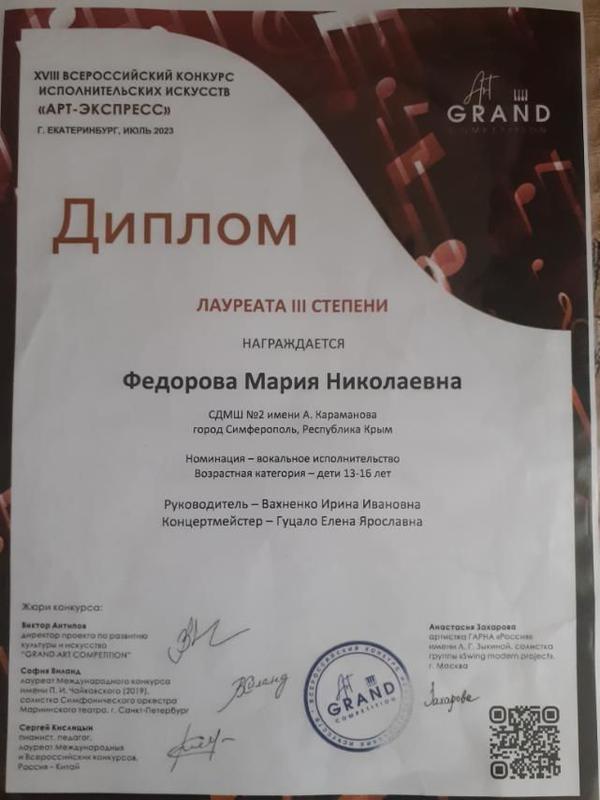 XVIII ВСЕРОССИЙСКИЙ КОНКУРС
ИСПОЛНИТЕЛЬСКИХ ИСКУССТВ
«АРТ-ЭКСПРЕСС»
Г. ЕКАТЕРИНБУРГ, ИЮЛЬ 2023
Art
GRAND
COMPETITION
Диплом
ЛАУРЕАТА III СТЕПЕНИ
НАГРАЖДАЕТСЯ
Федорова Мария Николаевна
СДМШ №2 имени А. Караманова
город Симферополь, Республика Крым
Номинация – вокальное исполнительство
Возрастная категория – дети 13-16 лет
Руководитель – Вахненко Ирина Ивановна
Концертмейстер – Гуцало Елена Ярославна
Жюри конкурса:
Виктор Антипов
директор проекта по развитию
культуры и искусства
"GRAND ART COMPETITION"
София Виланд
лауреат Международного конкурса
имени П. И. Чайковского (2019),
солистка Симфонического оркестра
Мариинского театра, г. Санкт-Петербург
Сергей Кислицын
пианист, педагог,
лауреат Международных
и Всероссийских конкурсов,
Россия – Китай
Art
GRAND
COMPETITION
Анастасия Захарова
артистка ГАРНА «Россия»
имени Л. Г. Зыкиной, солистка
группы «Swing modern project»,
г. Москва
Захарова